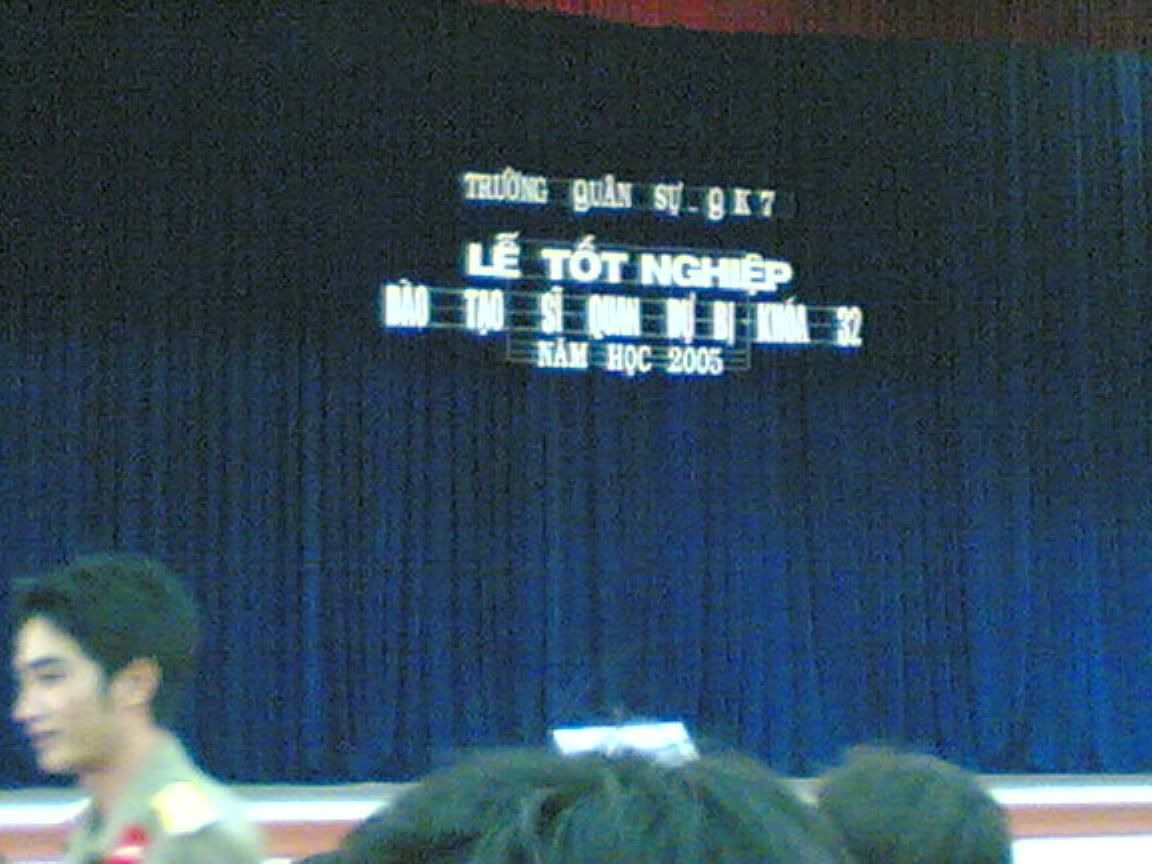 TRƯỜNG QUÂN SỰ - QK7
LỄ TỐT NGHIỆP
ĐÀO TẠO SĨ QUAN DỰ BỊ - KHÓA 32
NĂM HỌC 2005